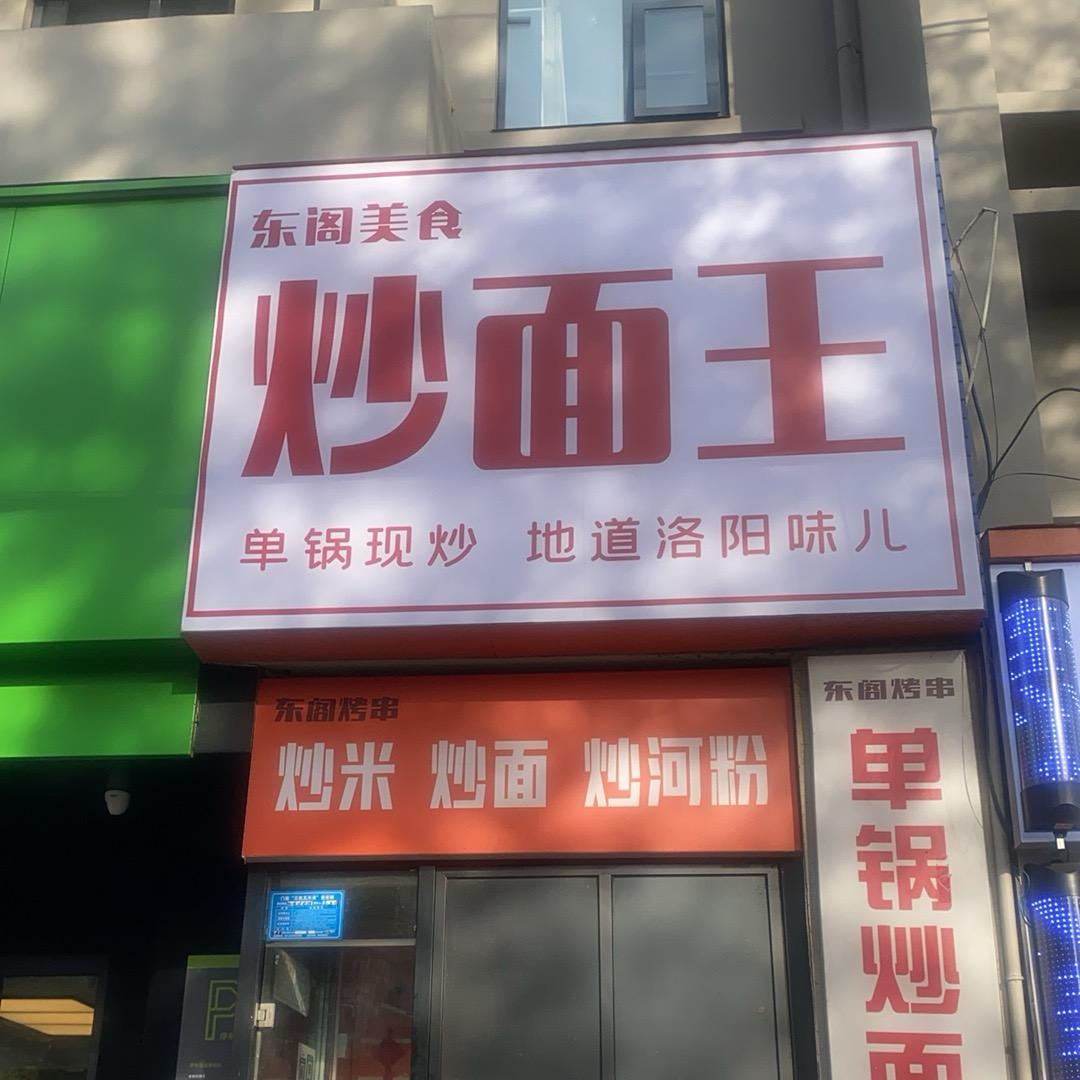 东阁美食
炒面王
单锅现炒 地道洛阳味儿
东阁烤串
炒米 炒面 炒河粉
东阁烤串
单锅炒面